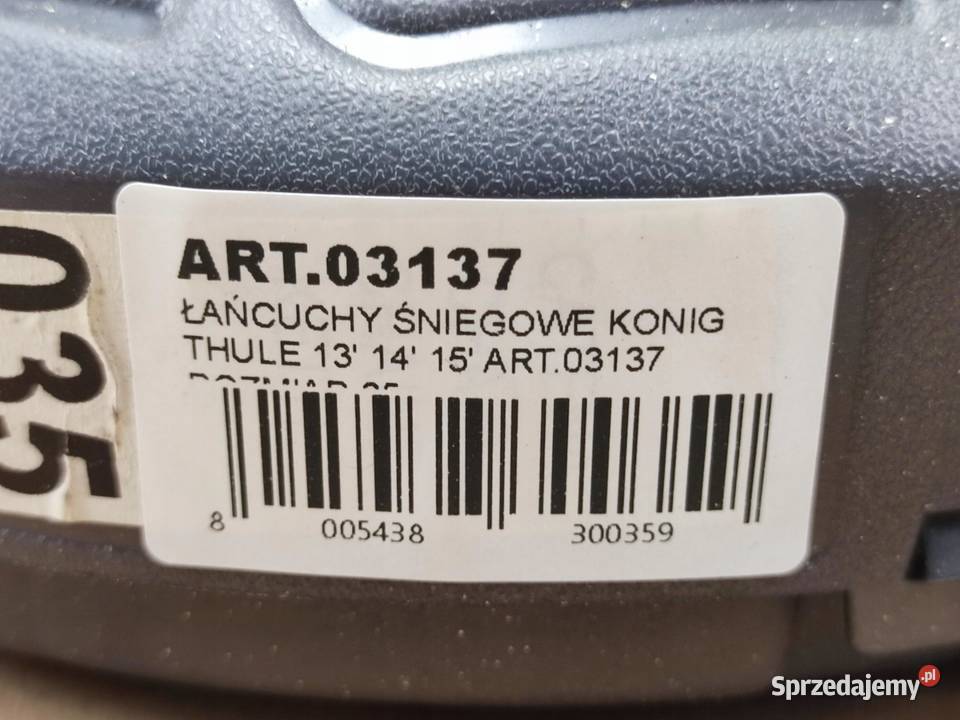 ART.03137
ŁAŃCUCHY ŚNIEGOWE KONIG
THULE 13' 14' 15' ART.03137
8 005438 300359
035
Sprzedajemy.pl